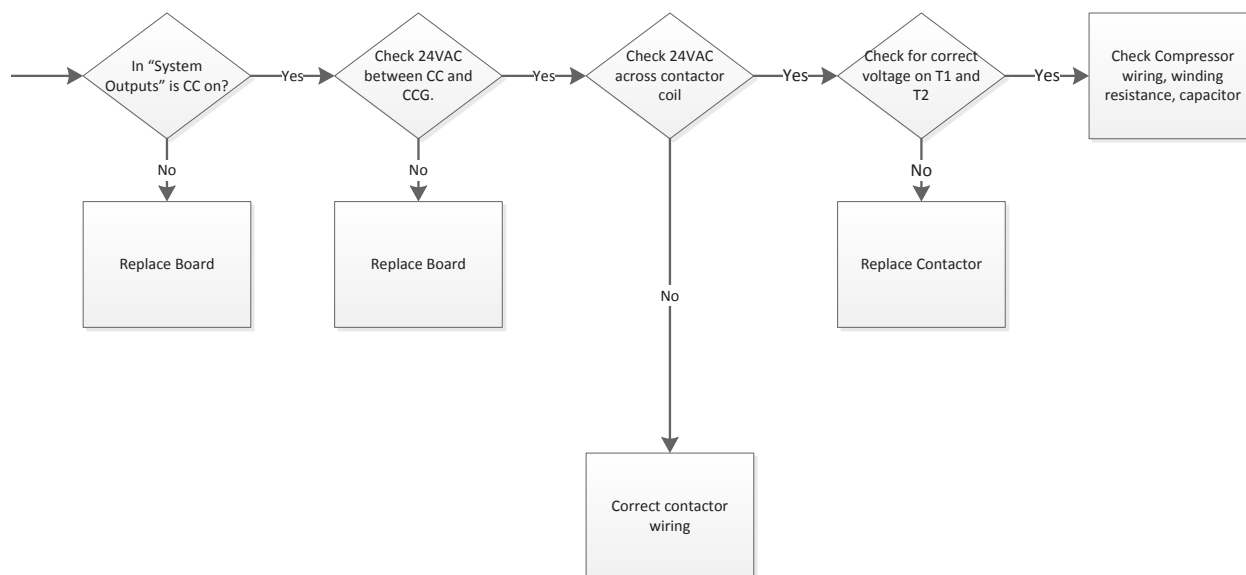 In “System
Outputs” is CC on?
Yes
Check 24VAC
between CC and
CCG.
Yes
Check 24VAC
across contactor
coil
Yes
Check for correct
voltage on T1 and
T2
Yes
Check Compressor
wiring, winding
resistance, capacitor
No
No
No
Replace Board
Replace Board
Replace Contactor
No
Correct contactor
wiring